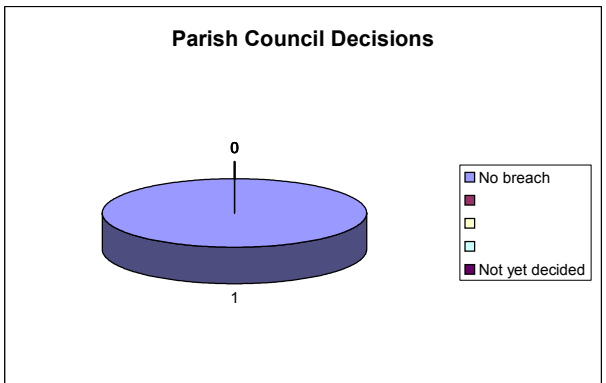 Parish Council Decisions
0
1
No breach
Not yet decided